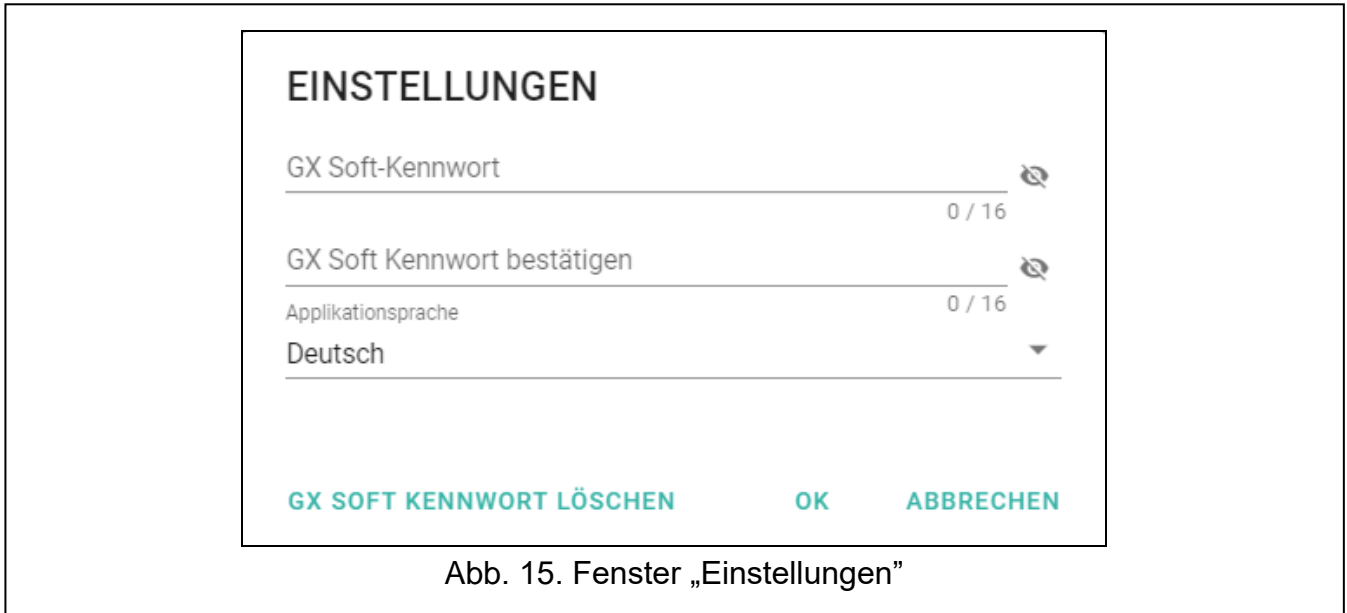 EINSTELLUNGEN
GX Soft-Kennwort
0 / 16
GX Soft Kennwort bestätigen
0 / 16
Applikationsprache
Deutsch
GX SOFT KENNWORT LÖSCHEN OK ABBRECHEN
Abb. 15. Fenster „Einstellungen”